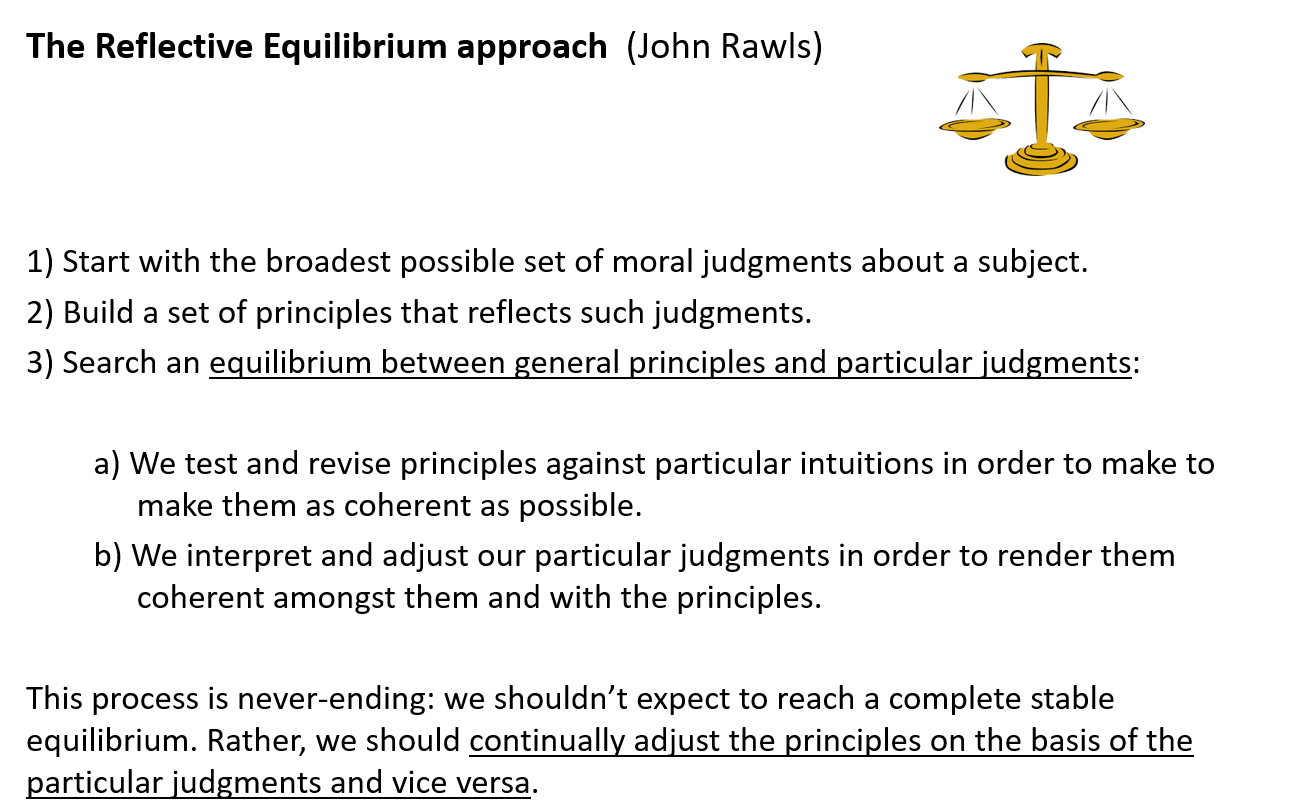 The Reflective Equilibrium approach (John Rawls)
1) Start with the broadest possible set of moral judgments about a subject.
2) Build a set of principles that reflects such judgments.
3) Search an equilibrium between general principles and particular judgments:
a) We test and revise principles against particular intuitions in order to make to
make them as coherent as possible.
b) We interpret and adjust our particular judgments in order to render them
coherent amongst them and with the principles.
This process is never-ending: we shouldn’t expect to reach a complete stable
equilibrium. Rather, we should continually adjust the principles on the basis of the
particular judgments and vice versa.